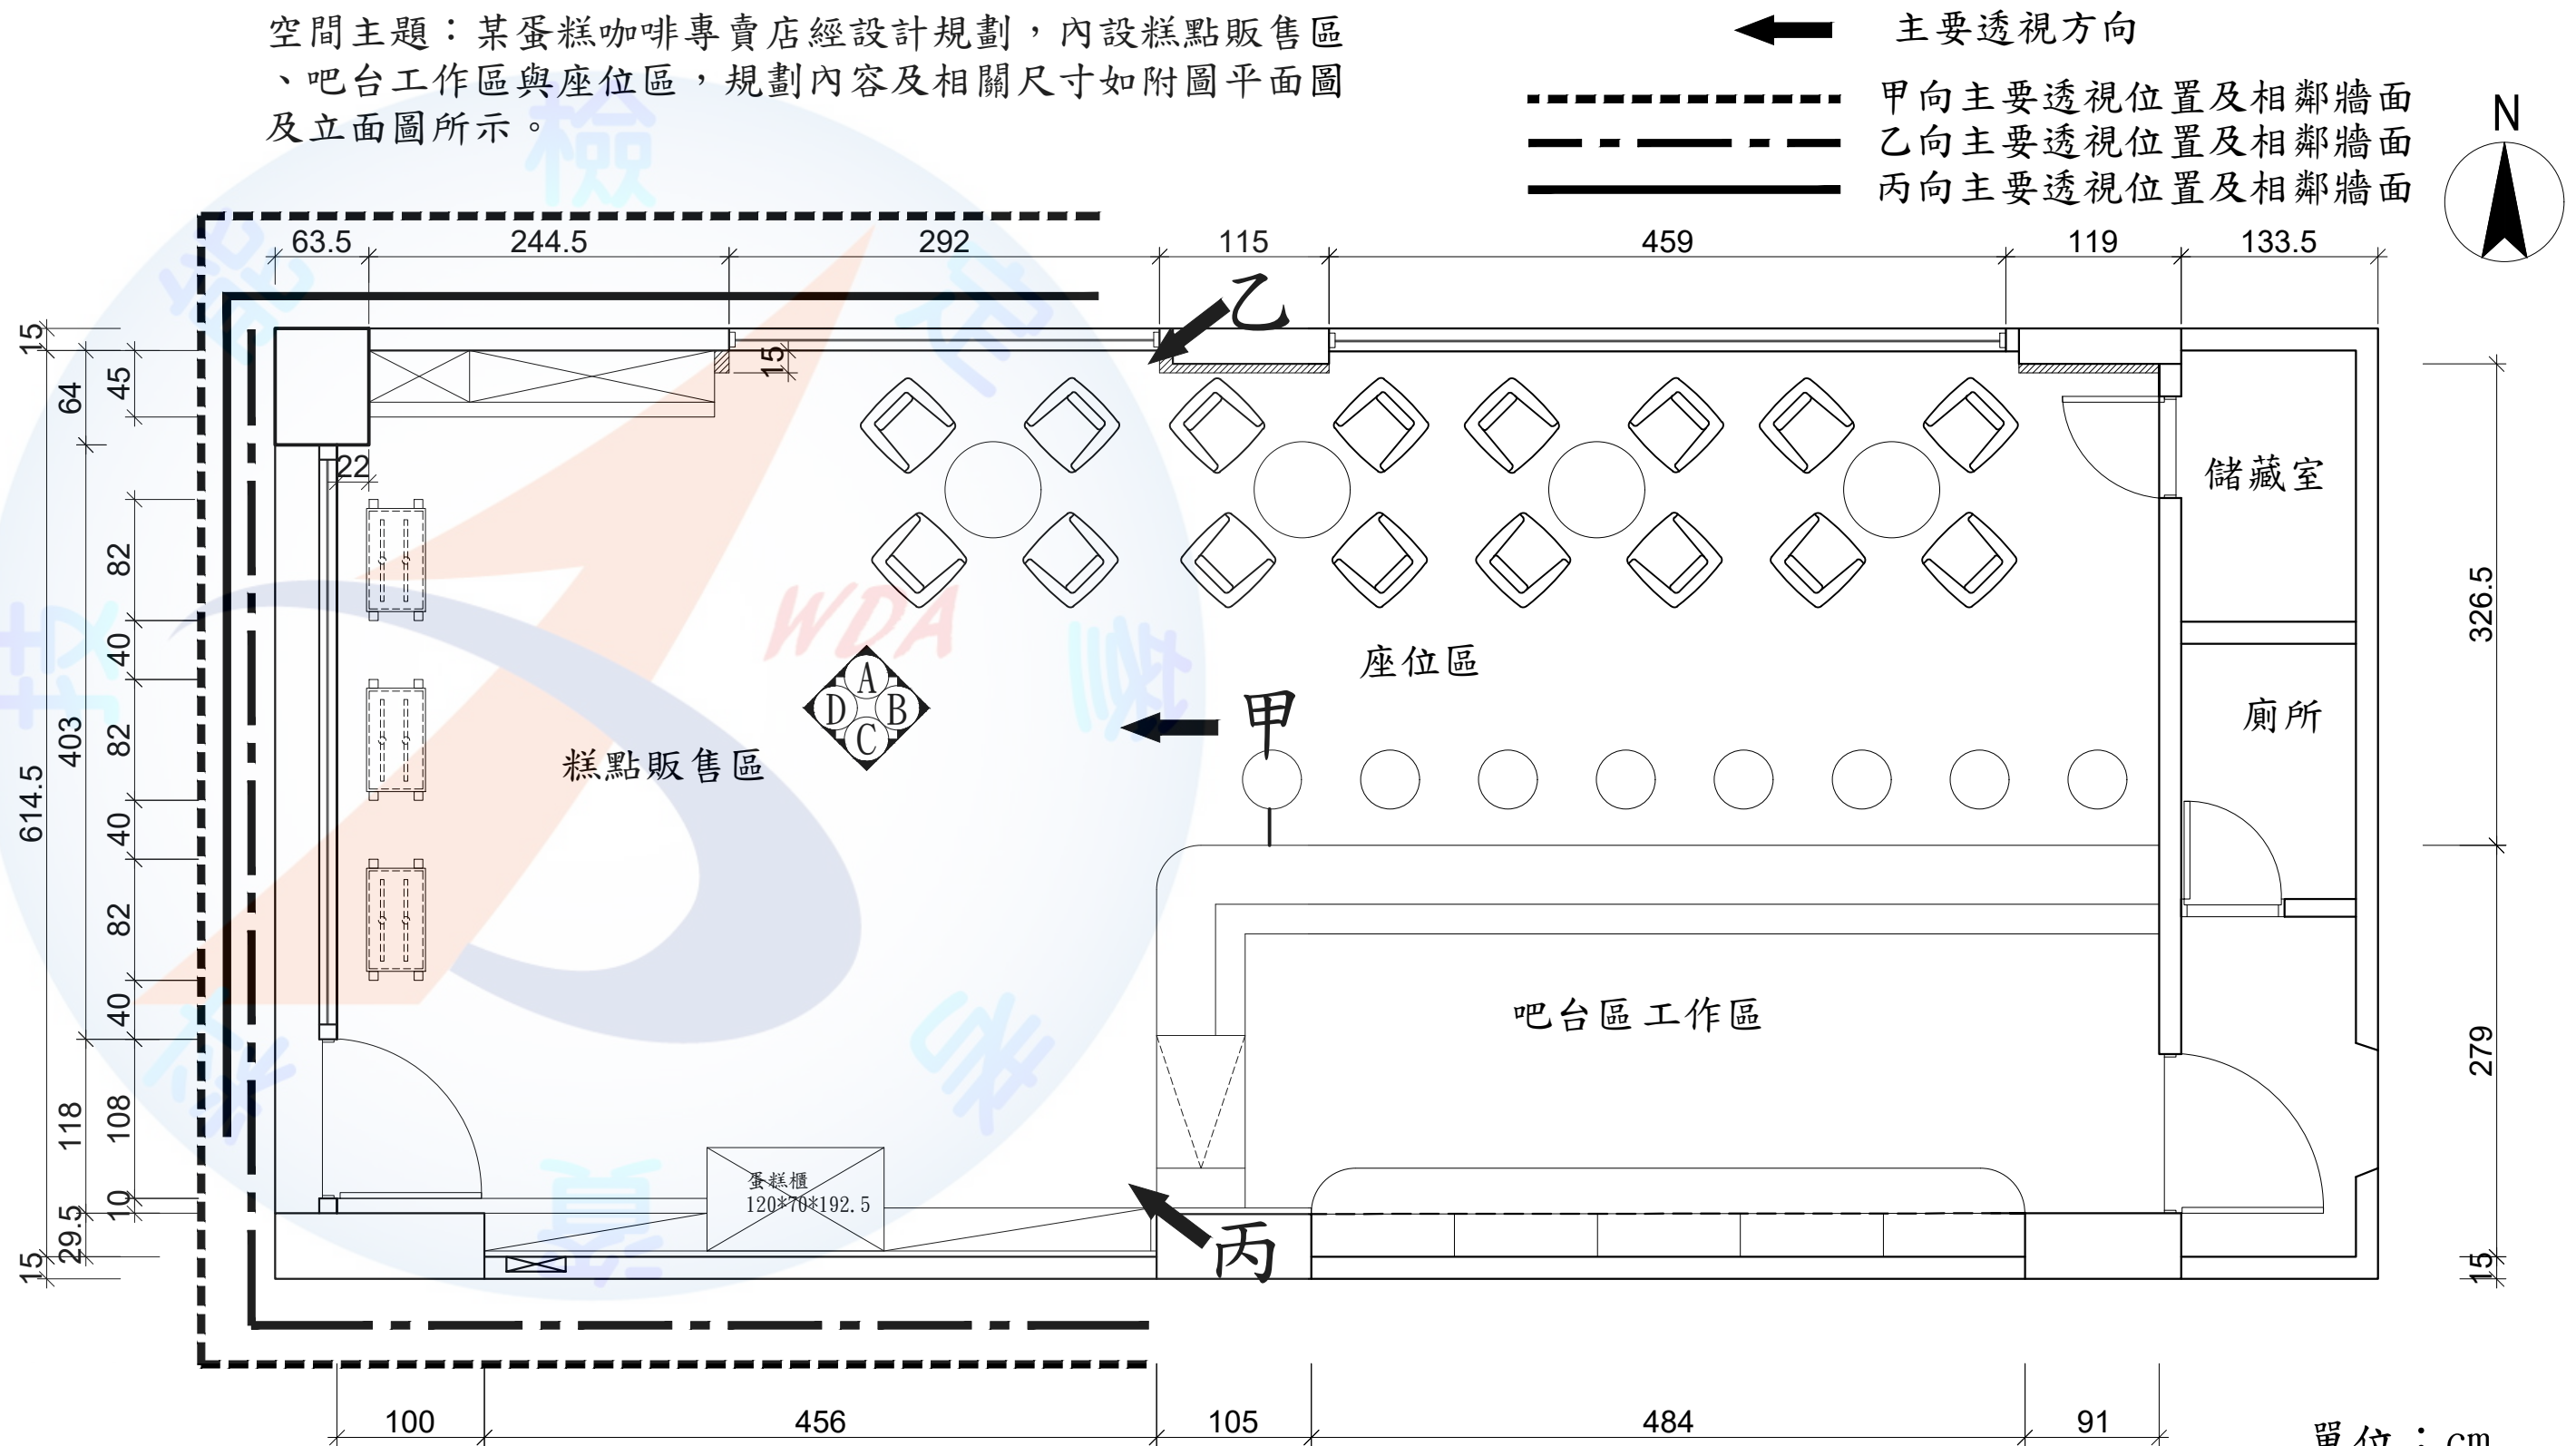 空間主題：某蛋糕咖啡專賣店經設計規劃，內設糕點販售區
、吧台工作區與座位區，規劃內容及相關尺寸如附圖平面圖
及立面圖所示。
主要透視方向
甲向主要透視位置及相鄰牆面
乙向主要透視位置及相鄰牆面
丙向主要透視位置及相鄰牆面
N
63.5 244.5 292 115 459 119 133.5
乙
15 64 45 15
22
儲藏室
82
40
82
40
82
40
403
614.5
326.5
WDA
座位區
A
D B
C
甲
廁所
糕點販售區
吧台區工作區
279
118 108
10
29.5
15
15
蛋糕櫃
120*70*192.5
丙
100 456 105 484 91
單位：cm
技能檢定